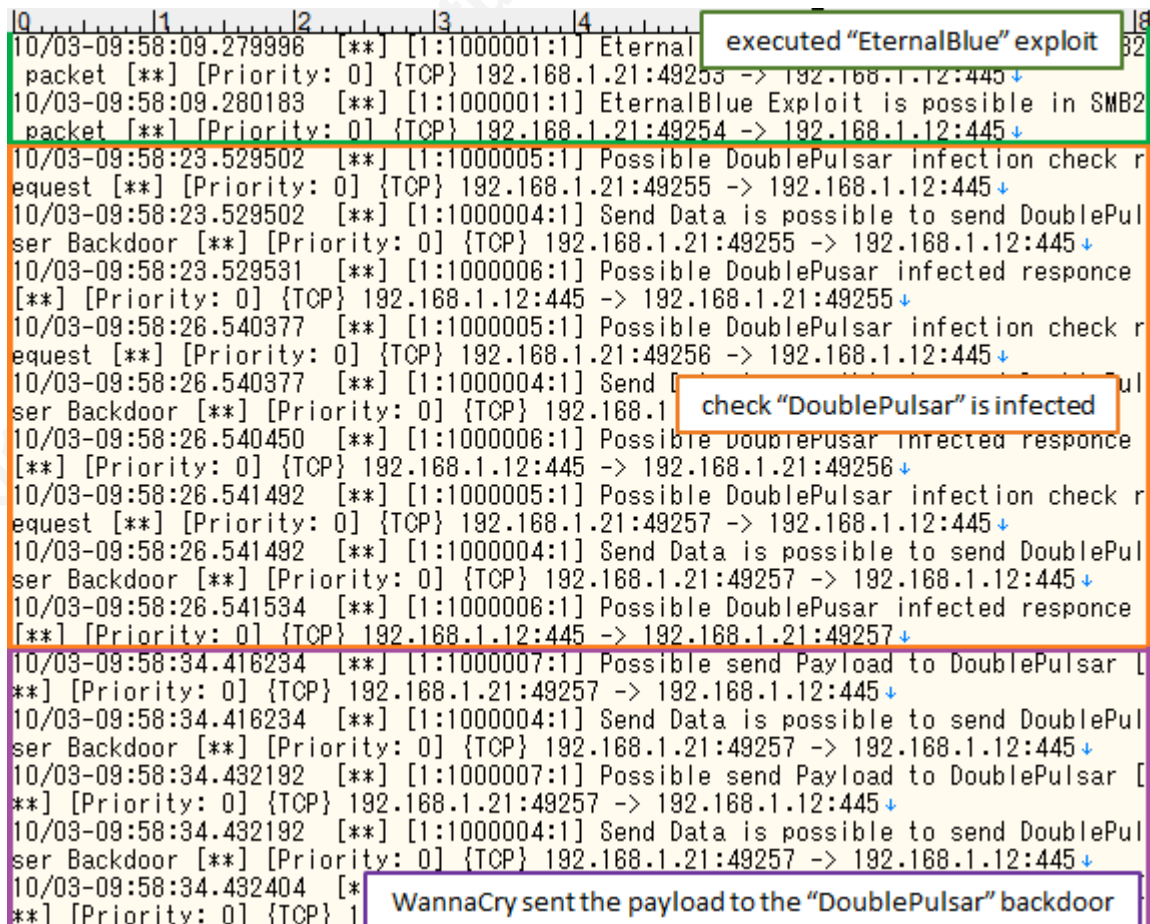 0 1 2 3 4 8
10/03-09:58:09.279996 [**] [1:1000001:1] Eternal
executed “EternalBlue” exploit
packet [**] [Priority: 0] {TCP} 192.168.1.21:49253 -> 192.168.1.12:445↓
10/03-09:58:09.280183 [**] [1:1000001:1] EternalBlue Exploit is possible in SMB2
packet [**] [Priority: 0] {TCP} 192.168.1.21:49254 -> 192.168.1.12:445↓
10/03-09:58:23.529502 [**] [1:1000005:1] Possible DoublePulsar infection check r
equest [**] [Priority: 0] {TCP} 192.168.1.21:49255 -> 192.168.1.12:445↓
10/03-09:58:23.529502 [**] [1:1000004:1] Send Data is possible to send DoublePul
ser Backdoor [**] [Priority: 0] {TCP} 192.168.1.21:49255 -> 192.168.1.12:445↓
10/03-09:58:23.529531 [**] [1:1000006:1] Possible DoublePusar infected responce
[**] [Priority: 0] {TCP} 192.168.1.12:445 -> 192.168.1.21:49255↓
10/03-09:58:26.540377 [**] [1:1000005:1] Possible DoublePulsar infection check r
equest [**] [Priority: 0] {TCP} 192.168.1.21:49256 -> 192.168.1.12:445↓
10/03-09:58:26.540377 [**] [1:1000004:1] Send ul
ser Backdoor [**] [Priority: 0] {TCP} 192.168.1
check “DoublePulsar” is infected
10/03-09:58:26.540450 [**] [1:1000006:1] Possible DoublePusar infected responce
[**] [Priority: 0] {TCP} 192.168.1.12:445 -> 192.168.1.21:49256↓
10/03-09:58:26.541492 [**] [1:1000005:1] Possible DoublePulsar infection check r
equest [**] [Priority: 0] {TCP} 192.168.1.21:49257 -> 192.168.1.12:445↓
10/03-09:58:26.541492 [**] [1:1000004:1] Send Data is possible to send DoublePul
ser Backdoor [**] [Priority: 0] {TCP} 192.168.1.21:49257 -> 192.168.1.12:445↓
10/03-09:58:26.541534 [**] [1:1000006:1] Possible DoublePusar infected responce
[**] [Priority: 0] {TCP} 192.168.1.12:445 -> 192.168.1.21:49257↓
10/03-09:58:34.416234 [**] [1:1000007:1] Possible send Payload to DoublePulsar [
**] [Priority: 0] {TCP} 192.168.1.21:49257 -> 192.168.1.12:445↓
10/03-09:58:34.416234 [**] [1:1000004:1] Send Data is possible to send DoublePul
ser Backdoor [**] [Priority: 0] {TCP} 192.168.1.21:49257 -> 192.168.1.12:445↓
10/03-09:58:34.432192 [**] [1:1000007:1] Possible send Payload to DoublePulsar [
**] [Priority: 0] {TCP} 192.168.1.21:49257 -> 192.168.1.12:445↓
10/03-09:58:34.432192 [**] [1:1000004:1] Send Data is possible to send DoublePul
ser Backdoor [**] [Priority: 0] {TCP} 192.168.1.21:49257 -> 192.168.1.12:445↓
10/03-09:58:34.432404 [*
**] [Priority: 0] {TCP} 1
WannaCry sent the payload to the “DoublePulsar” backdoor